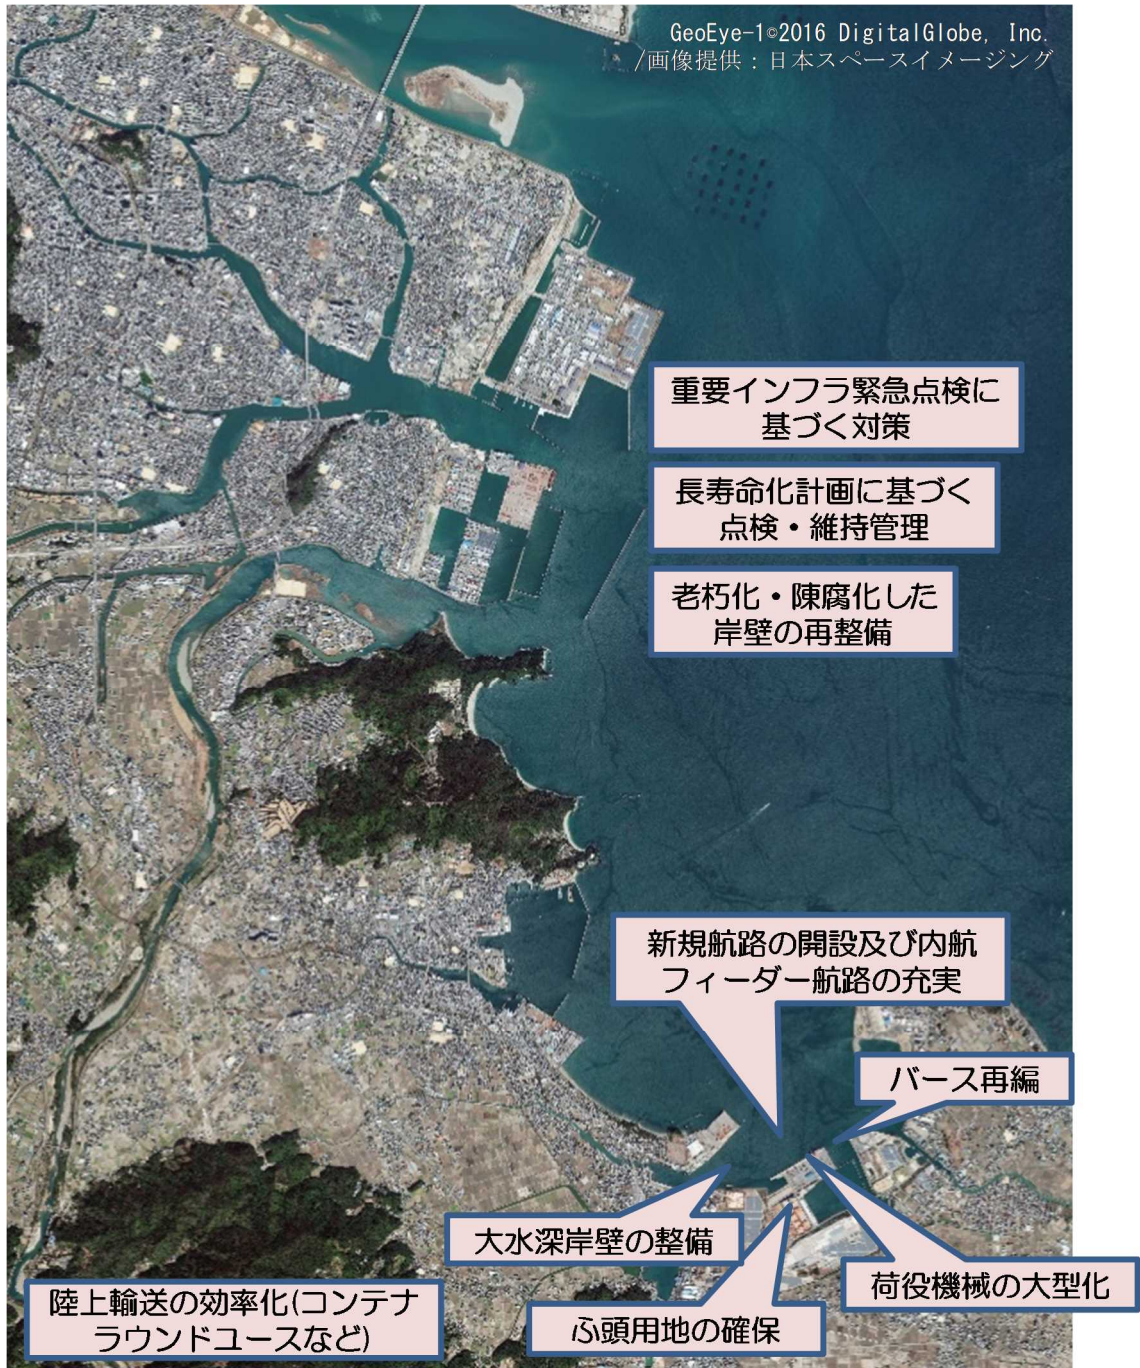 GeoEye-1©2016 DigitalGlobe, Inc.
/画像提供：日本スペースイメージング
重要インフラ緊急点検に
基づく対策
長寿命化計画に基づく
点検・維持管理
老朽化・陳腐化した
岸壁の再整備
新規航路の開設及び内航
フィーダー航路の充実
バース再編
大水深岸壁の整備
荷役機械の大型化
ふ頭用地の確保
陸上輸送の効率化(コンテナ
ラウンドユースなど)